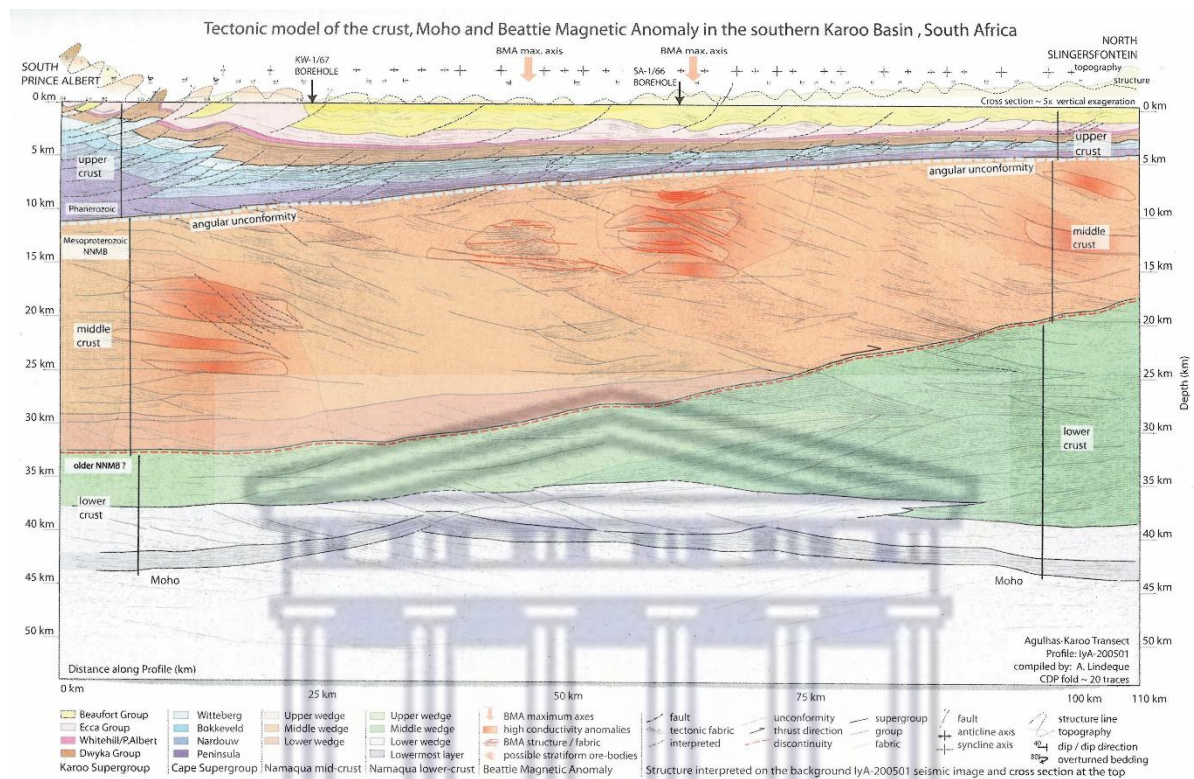 Tectonic model of the crust, Moho and Beattie Magnetic Anomaly in the southern Karoo Basin , South Africa
SOUTH
PRINCE ALBERT
KW-1/67
BOREHOLE
BMA max. axis
BMA max. axis
SA-1/66
BOREHOLE
NORTH
SLINGERSFONTEIN
topography
structure
Cross section ~ 5x vertical exageration
0 km
5 km
10 km
15 km
20 km
25 km
30 km
35 km
40 km
45 km
50 km
upper
crust
Phanerozoic
Mesoproterozoic
NNMB
middle
crust
older NNMB ?
lower
crust
Moho
angular unconformity
angular unconformity
upper
crust
middle
crust
lower
crust
Moho
0 km
5 km
10 km
15 km
20 km
25 km
30 km
35 km
40 km
45 km
50 km
Depth (km)
Agulhas-Karoo Transect
Profile: IyA-200501
compiled by: A. Lindeque
CDP fold ~ 20 traces
Distance along Profile (km)
0 km
25 km
50 km
75 km
100 km
110 km
Beaufort Group
Ecca Group
Whitehill/P.Albert
Dwyka Group
Karoo Supergroup
Witteberg
Bokkeveld
Nardouw
Peninsula
Cape Supergroup
Upper wedge
Middle wedge
Lower wedge
Namaqua mid-crust
Upper wedge
Middle wedge
Lower wedge
Lowermost layer
Namaqua lower-crust
BMA maximum axes
high conductivity anomalies
BMA structure / fabric
possible stratiform ore-bodies
Beattie Magnetic Anomaly
fault
tectonic fabric
interpreted
unconformity
thrust direction
discontinuity
supergroup
group
fabric
fault
anticline axis
syncline axis
structure line
topography
dip / dip direction
overturned bedding
Structure interpreted on the background IyA-200501 seismic image and cross section at the top